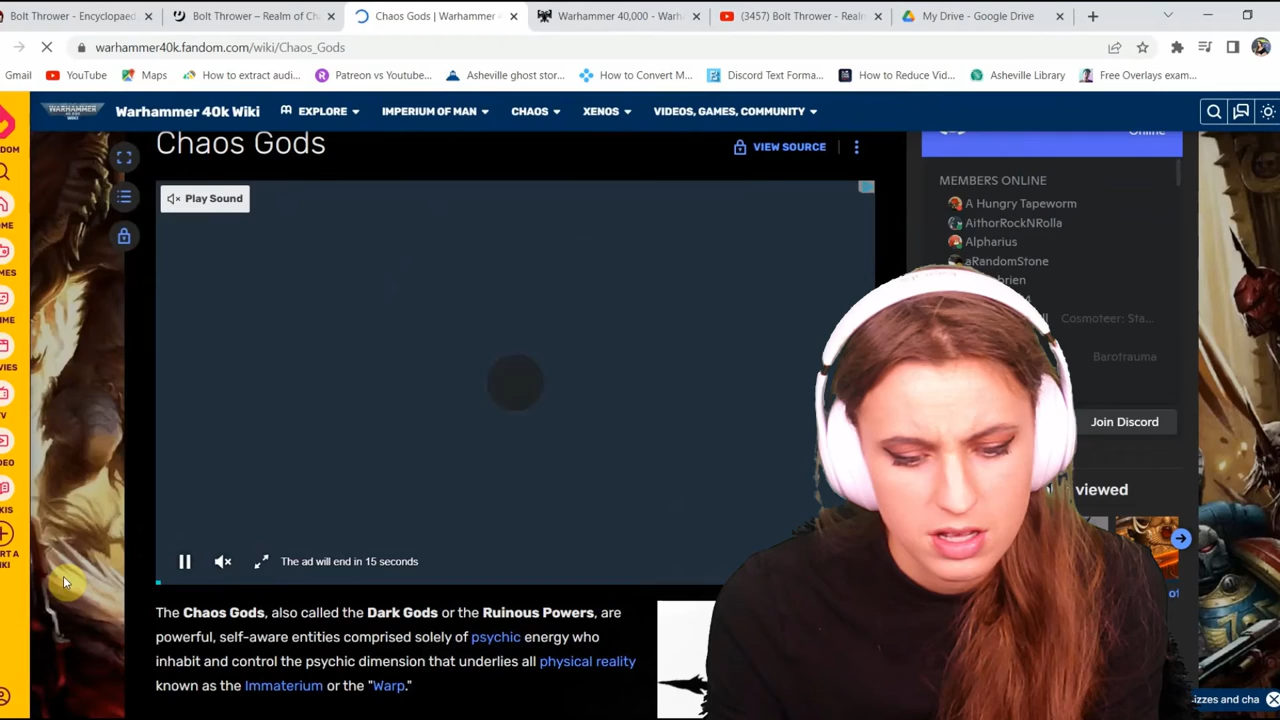 Bolt Thrower - Encyclopaed
Bolt Thrower – Realm of Cha
Chaos Gods | Warhammer
Warhammer 40,000 - Warh
(3457) Bolt Thrower - Realm
My Drive - Google Drive
warhammer40k.fandom.com/wiki/Chaos_Gods
Gmail
YouTube
Maps
How to extract audi...
Patreon vs Youtube...
Asheville ghost stor...
How to Convert M...
Discord Text Forma...
How to Reduce Vid...
Asheville Library
Free Overlays exam...
WARHAMMER
Warhammer 40k Wiki
EXPLORE
IMPERIUM OF MAN
CHAOS
XENOS
VIDEOS, GAMES, COMMUNITY
Chaos Gods
VIEW SOURCE
Online
Play Sound
MEMBERS ONLINE
A Hungry Tapeworm
AithorRockNRolla
Alpharius
aRandomStone
Cosmoteer: Sta...
Barotrauma
Join Discord
viewed
The ad will end in 15 seconds
The Chaos Gods, also called the Dark Gods or the Ruinous Powers, are
powerful, self-aware entities comprised solely of psychic energy who
inhabit and control the psychic dimension that underlies all physical reality
known as the Immaterium or the "Warp."